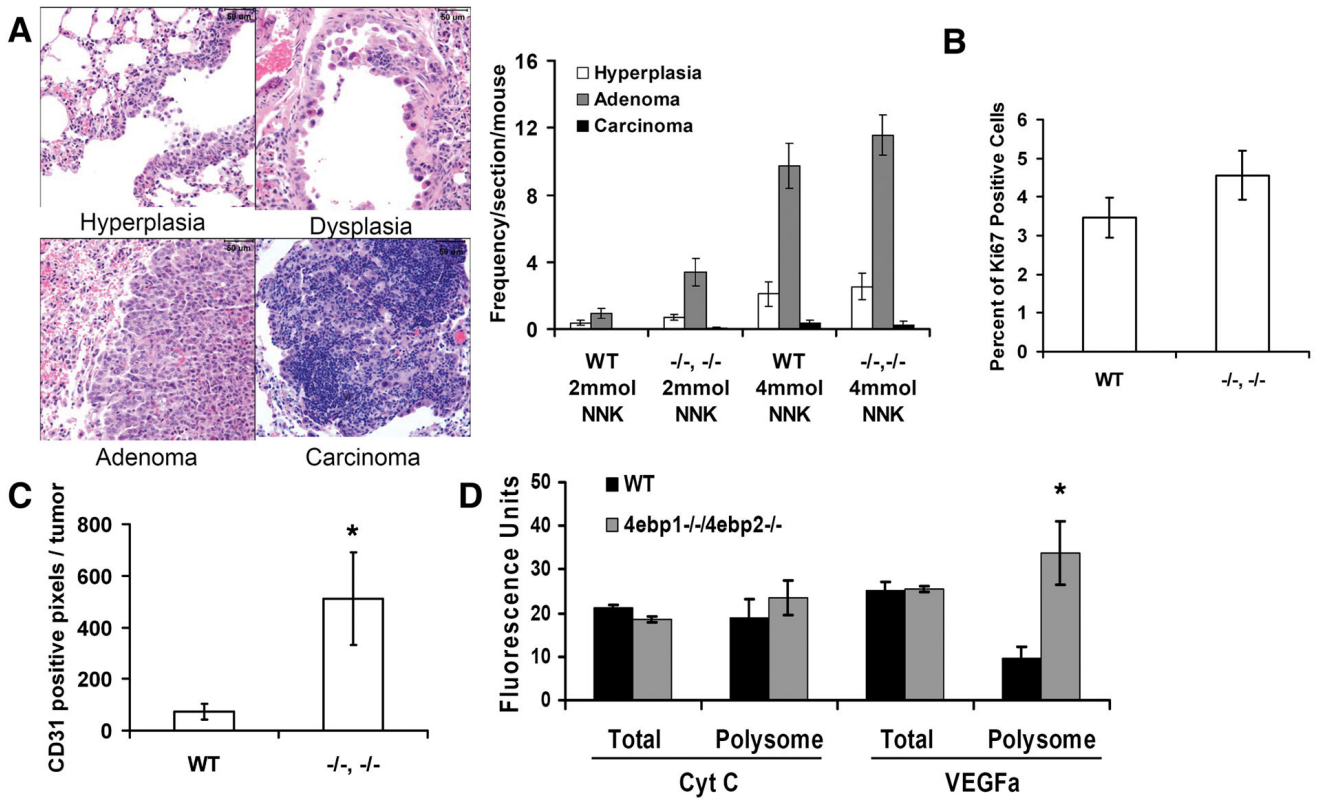 A
50 um
50 um
Hyperplasia
Dysplasia
50 um
50 um
Adenoma
Carcinoma
Frequency/section/mouse
16
12
8
4
0
Hyperplasia
Adenoma
Carcinoma
WT
2mmol
NNK
-/-, -/-
2mmol
NNK
WT
4mmol
NNK
-/-,-/-
4mmol
NNK
B
Percent of Ki67 Positive Cells
6
5
4
3
2
1
0
WT
-/-, -/-
C
CD31 positive pixels / tumor
800
600
400
200
0
*
WT
-/-, -/-
D
Fluorescence Units
50
40
30
20
10
0
WT
4ebp1-/-/4ebp2-/-
*
Total
Polysome
Total
Polysome
Cyt C
VEGFa